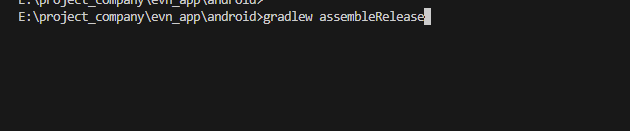 E:\project_company\evn_app\android>
E:\project_company\evn_app\android>gradlew assembleRelease